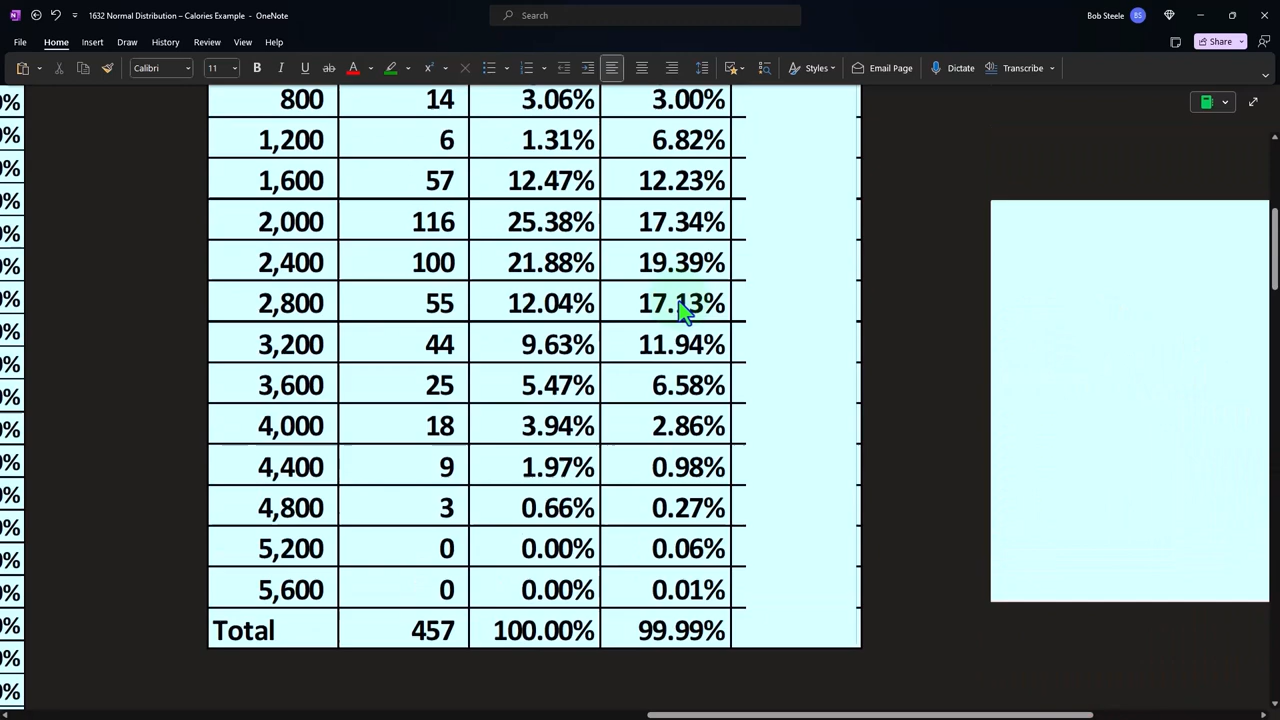 1632 Normal Distribution – Calories Example - OneNote
Search
Bob Steele
BS
File Home Insert Draw History Review View Help
Share
Calibri 11 B I U ab A x Styles Email Page Dictate Transcribe
800 14 3.06% 3.00%
1,200 6 1.31% 6.82%
1,600 57 12.47% 12.23%
2,000 116 25.38% 17.34%
2,400 100 21.88% 19.39%
2,800 55 12.04% 17.13%
3,200 44 9.63% 11.94%
3,600 25 5.47% 6.58%
4,000 18 3.94% 2.86%
4,400 9 1.97% 0.98%
4,800 3 0.66% 0.27%
5,200 0 0.00% 0.06%
5,600 0 0.00% 0.01%
Total 457 100.00% 99.99%